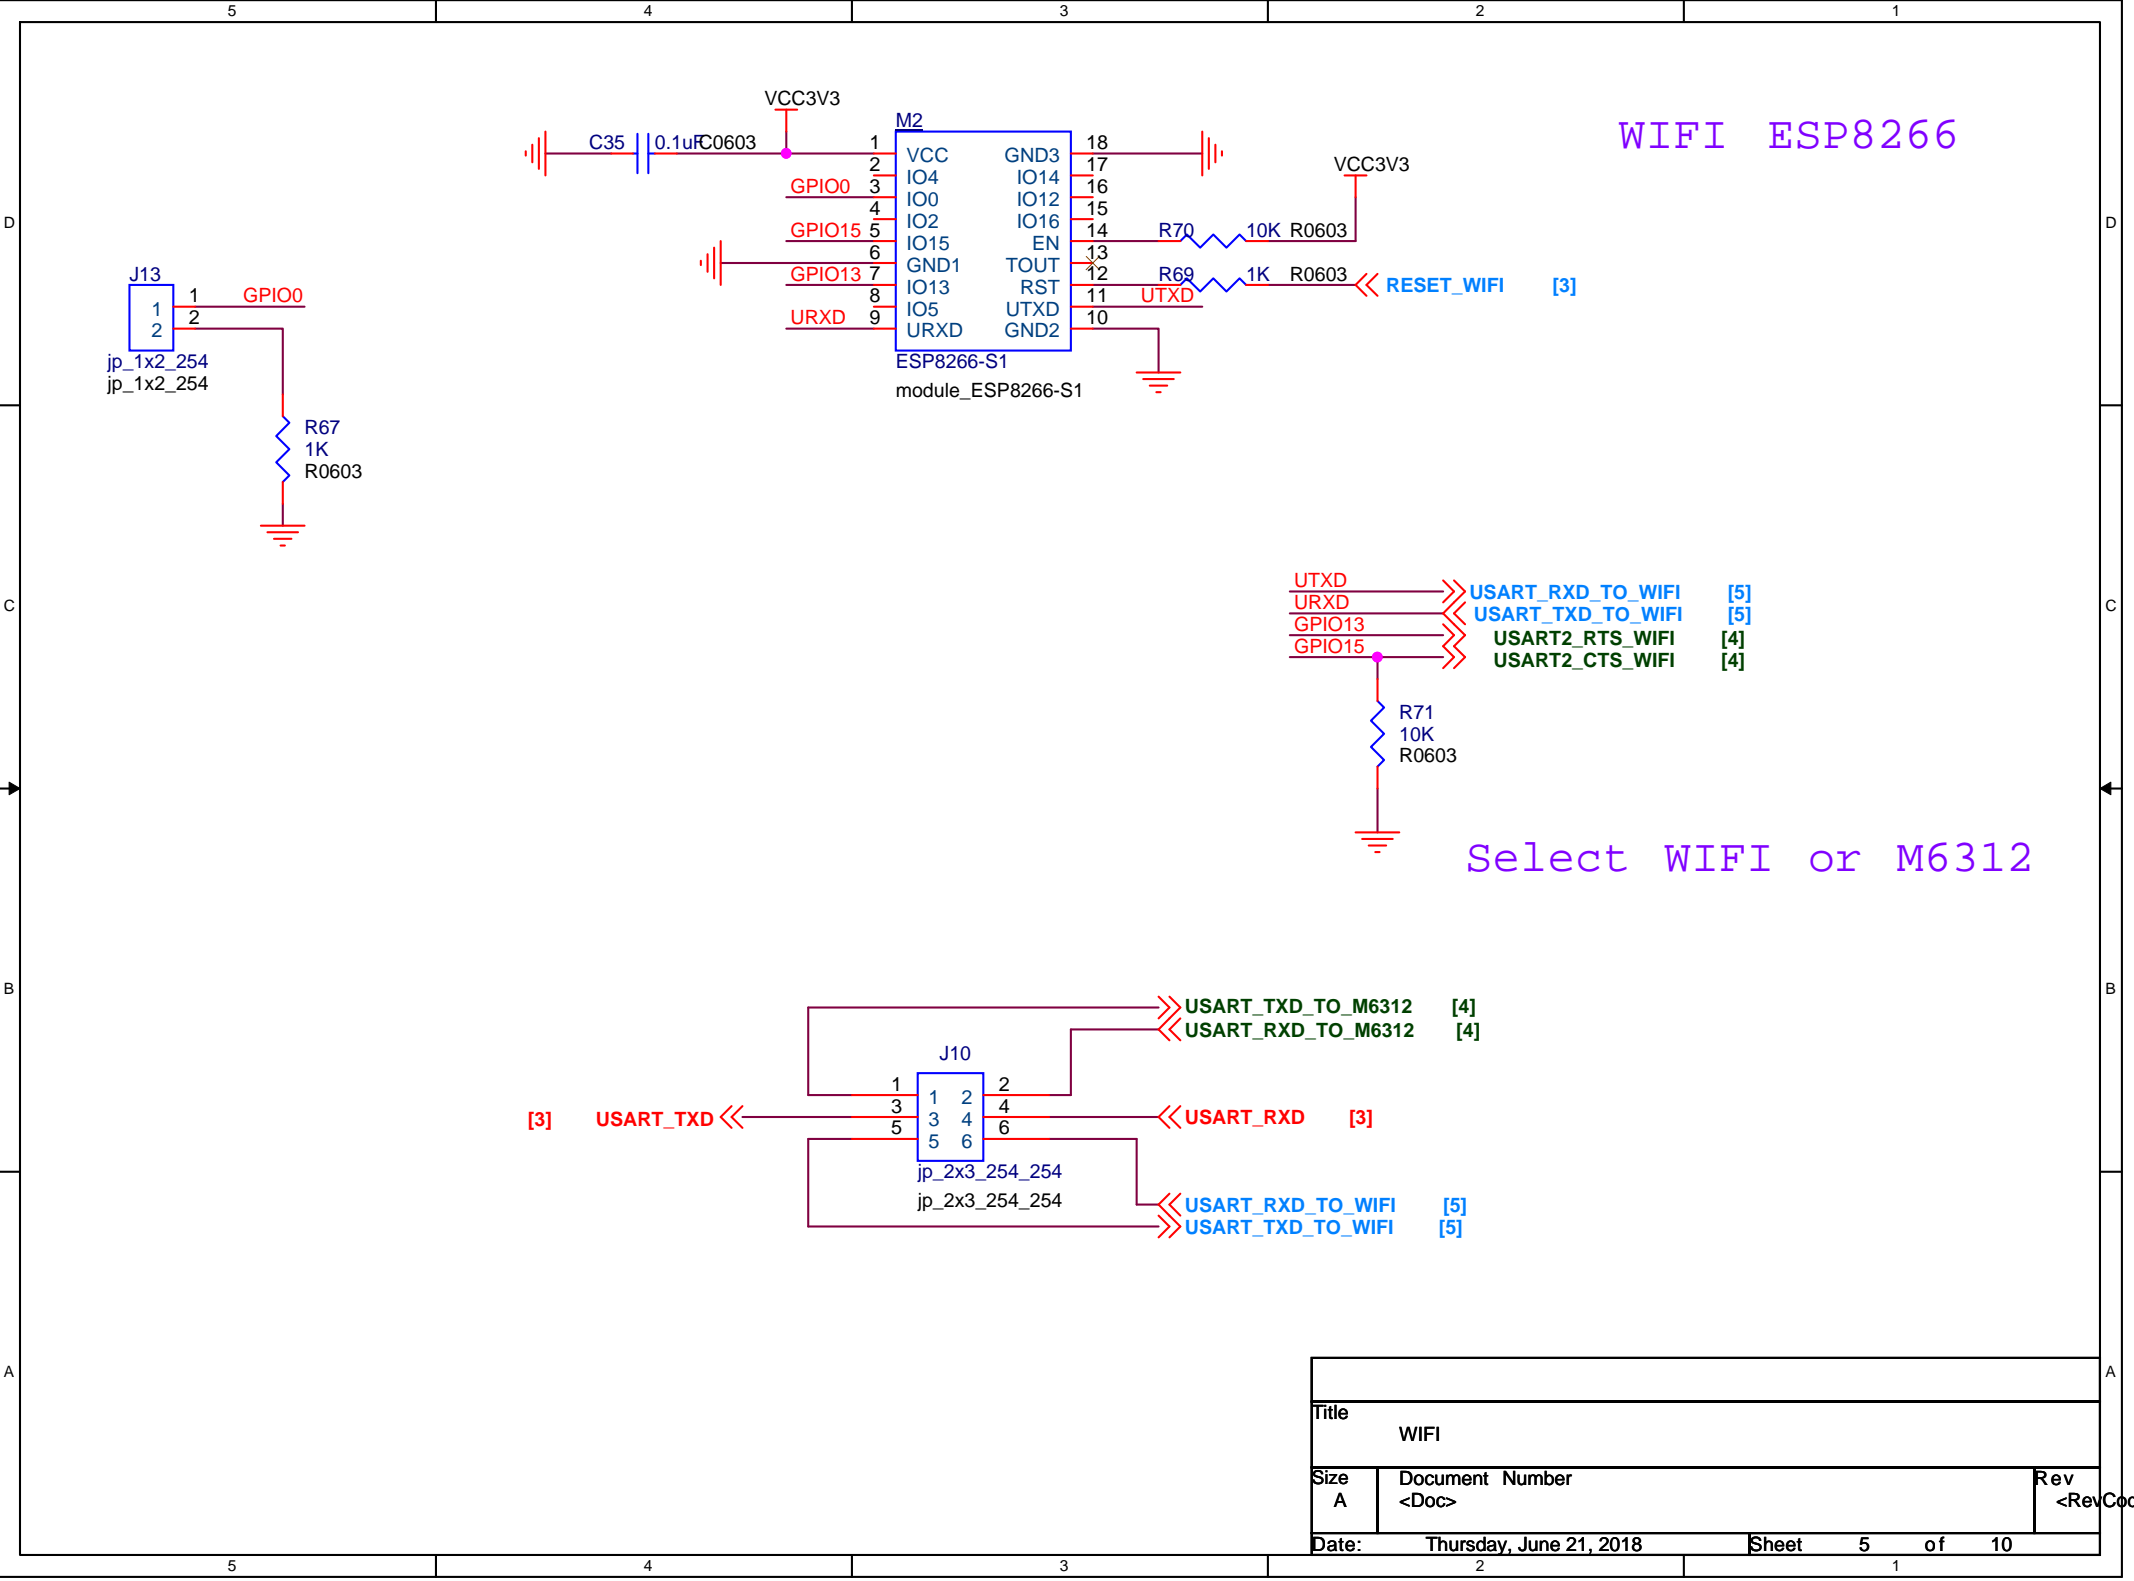 5 4 3 2 1
WIFI ESP8266
VCC3V3
C35 0.1uF C0603
M2
1 VCC GND3 18
2 IO4 IO14 17
GPIO0 3 IO0 IO12 16
4 IO2 IO16 15
GPIO15 5 IO15 EN 14 R70 10K R0603 VCC3V3
6 GND1 TOUT 13
GPIO13 7 IO13 RST 12 R69 1K R0603 RESET_WIFI [3]
8 IO5 UTXD 11 UTXD
URXD 9 URXD GND2 10
ESP8266-S1
module_ESP8266-S1
D D
J13
1 1 GPIO0
2 2
jp_1x2_254
jp_1x2_254
R67
1K
R0603
UTXD USART_RXD_TO_WIFI [5]
URXD USART_TXD_TO_WIFI [5]
GPIO13 USART2_RTS_WIFI [4]
GPIO15 USART2_CTS_WIFI [4]
C C
R71
10K
R0603
Select WIFI or M6312
B B
USART_TXD_TO_M6312 [4]
USART_RXD_TO_M6312 [4]
J10
1 1 2 2
[3] USART_TXD 3 3 4 4 USART_RXD [3]
5 5 6 6
jp_2x3_254_254
jp_2x3_254_254
USART_RXD_TO_WIFI [5]
USART_TXD_TO_WIFI [5]
A A
Title
WIFI
Size Document Number Rev
A <Doc> <RevCod
Date: Thursday, June 21, 2018 Sheet 5 of 10
5 4 3 2 1